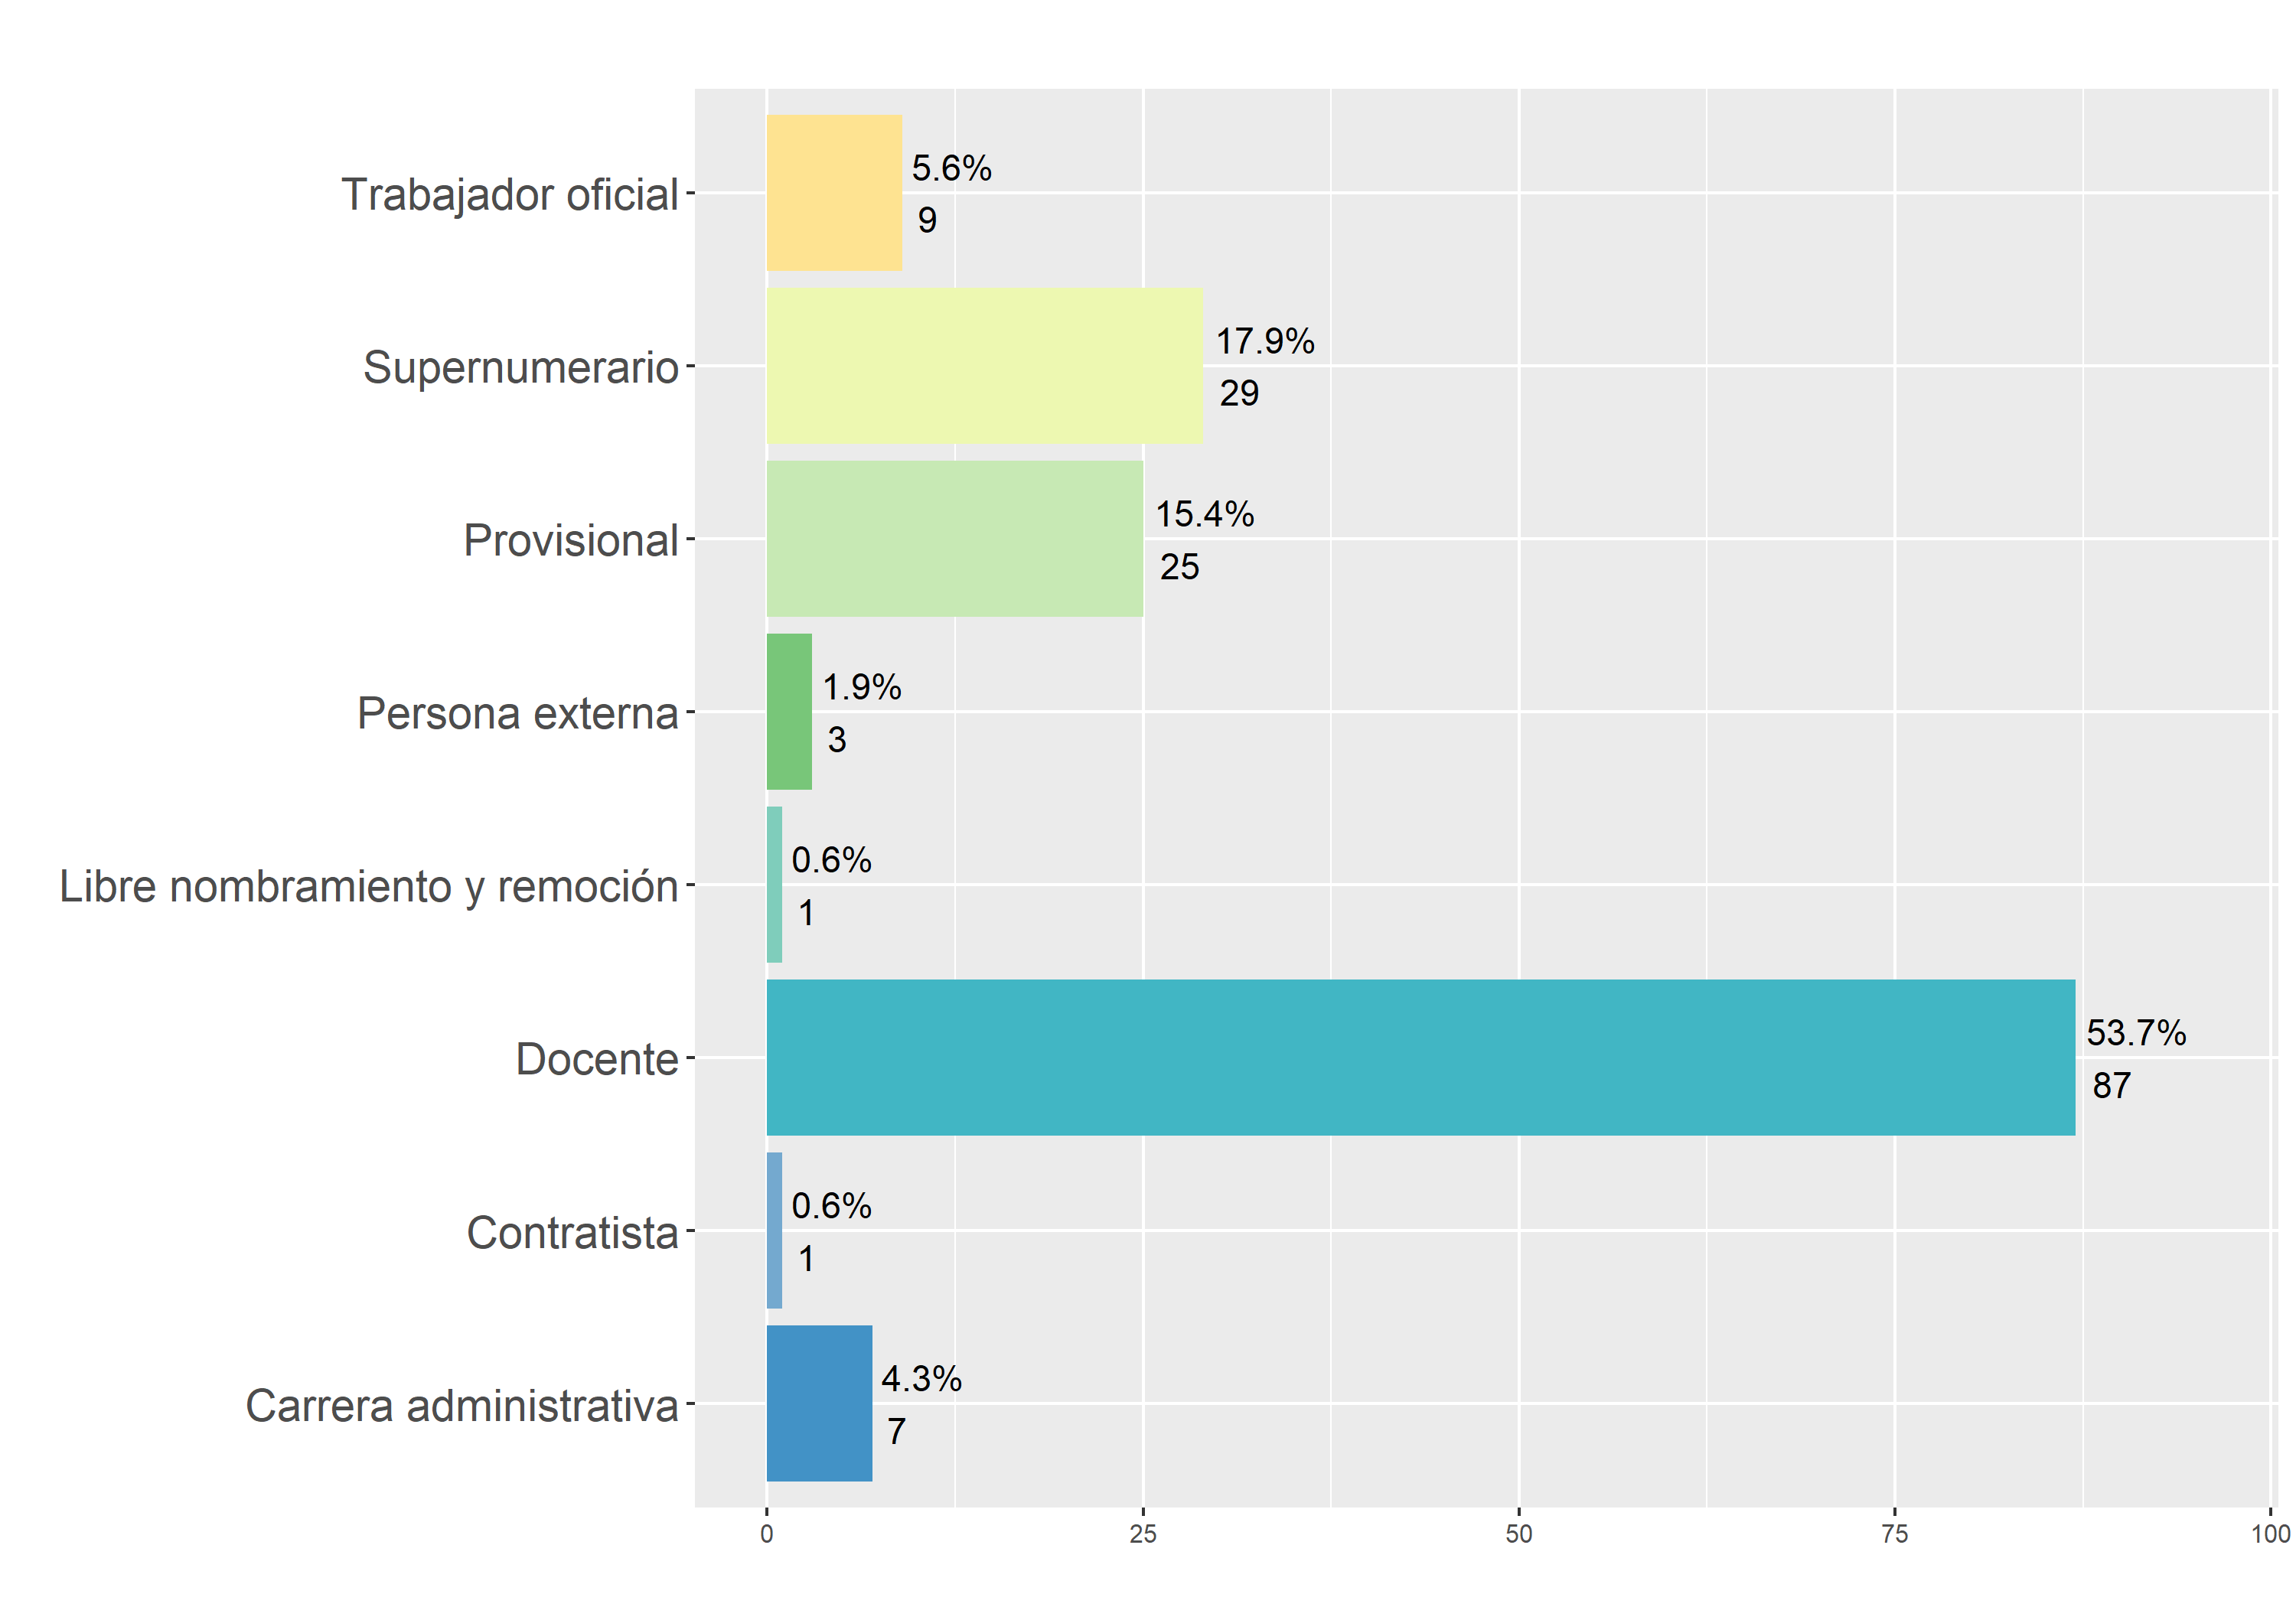 Trabajador oficial
5.6%
9
Supernumerario
17.9%
29
Provisional
15.4%
25
Persona externa
1.9%
3
Libre nombramiento y remoción
0.6%
1
Docente
53.7%
87
Contratista
0.6%
1
Carrera administrativa
4.3%
7
0 25 50 75 100